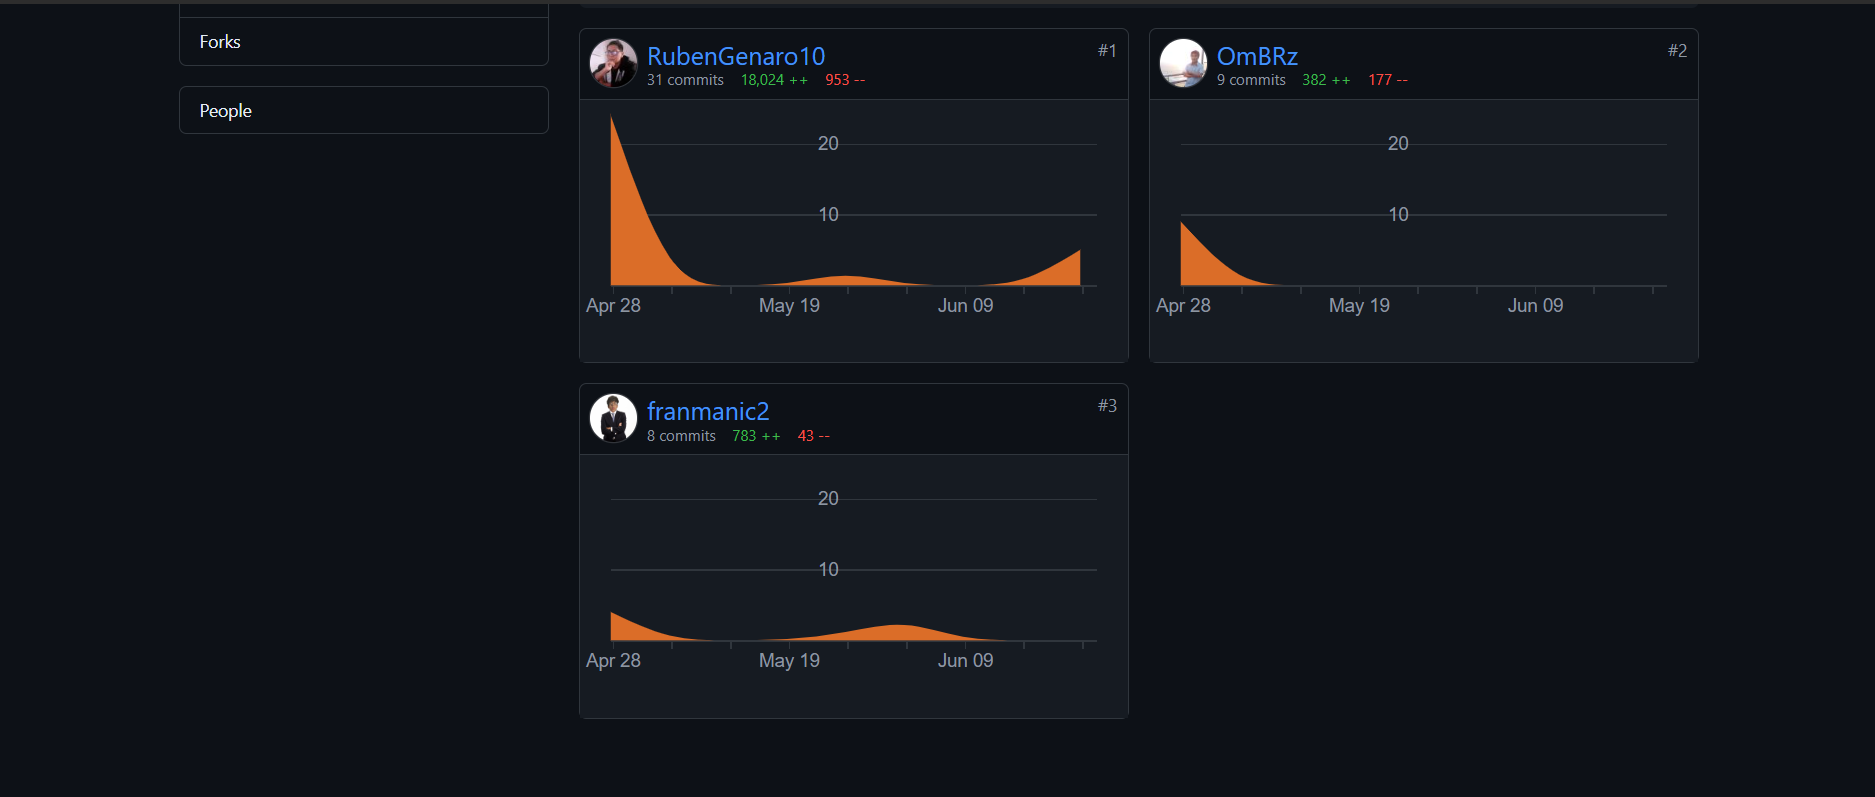 Forks
People
RubenGenaro10
#1
31 commits 18,024 ++ 953 --
20
10
Apr 28 May 19 Jun 09
OmBRz
#2
9 commits 382 ++ 177 --
20
10
Apr 28 May 19 Jun 09
franmanic2
#3
8 commits 783 ++ 43 --
20
10
Apr 28 May 19 Jun 09